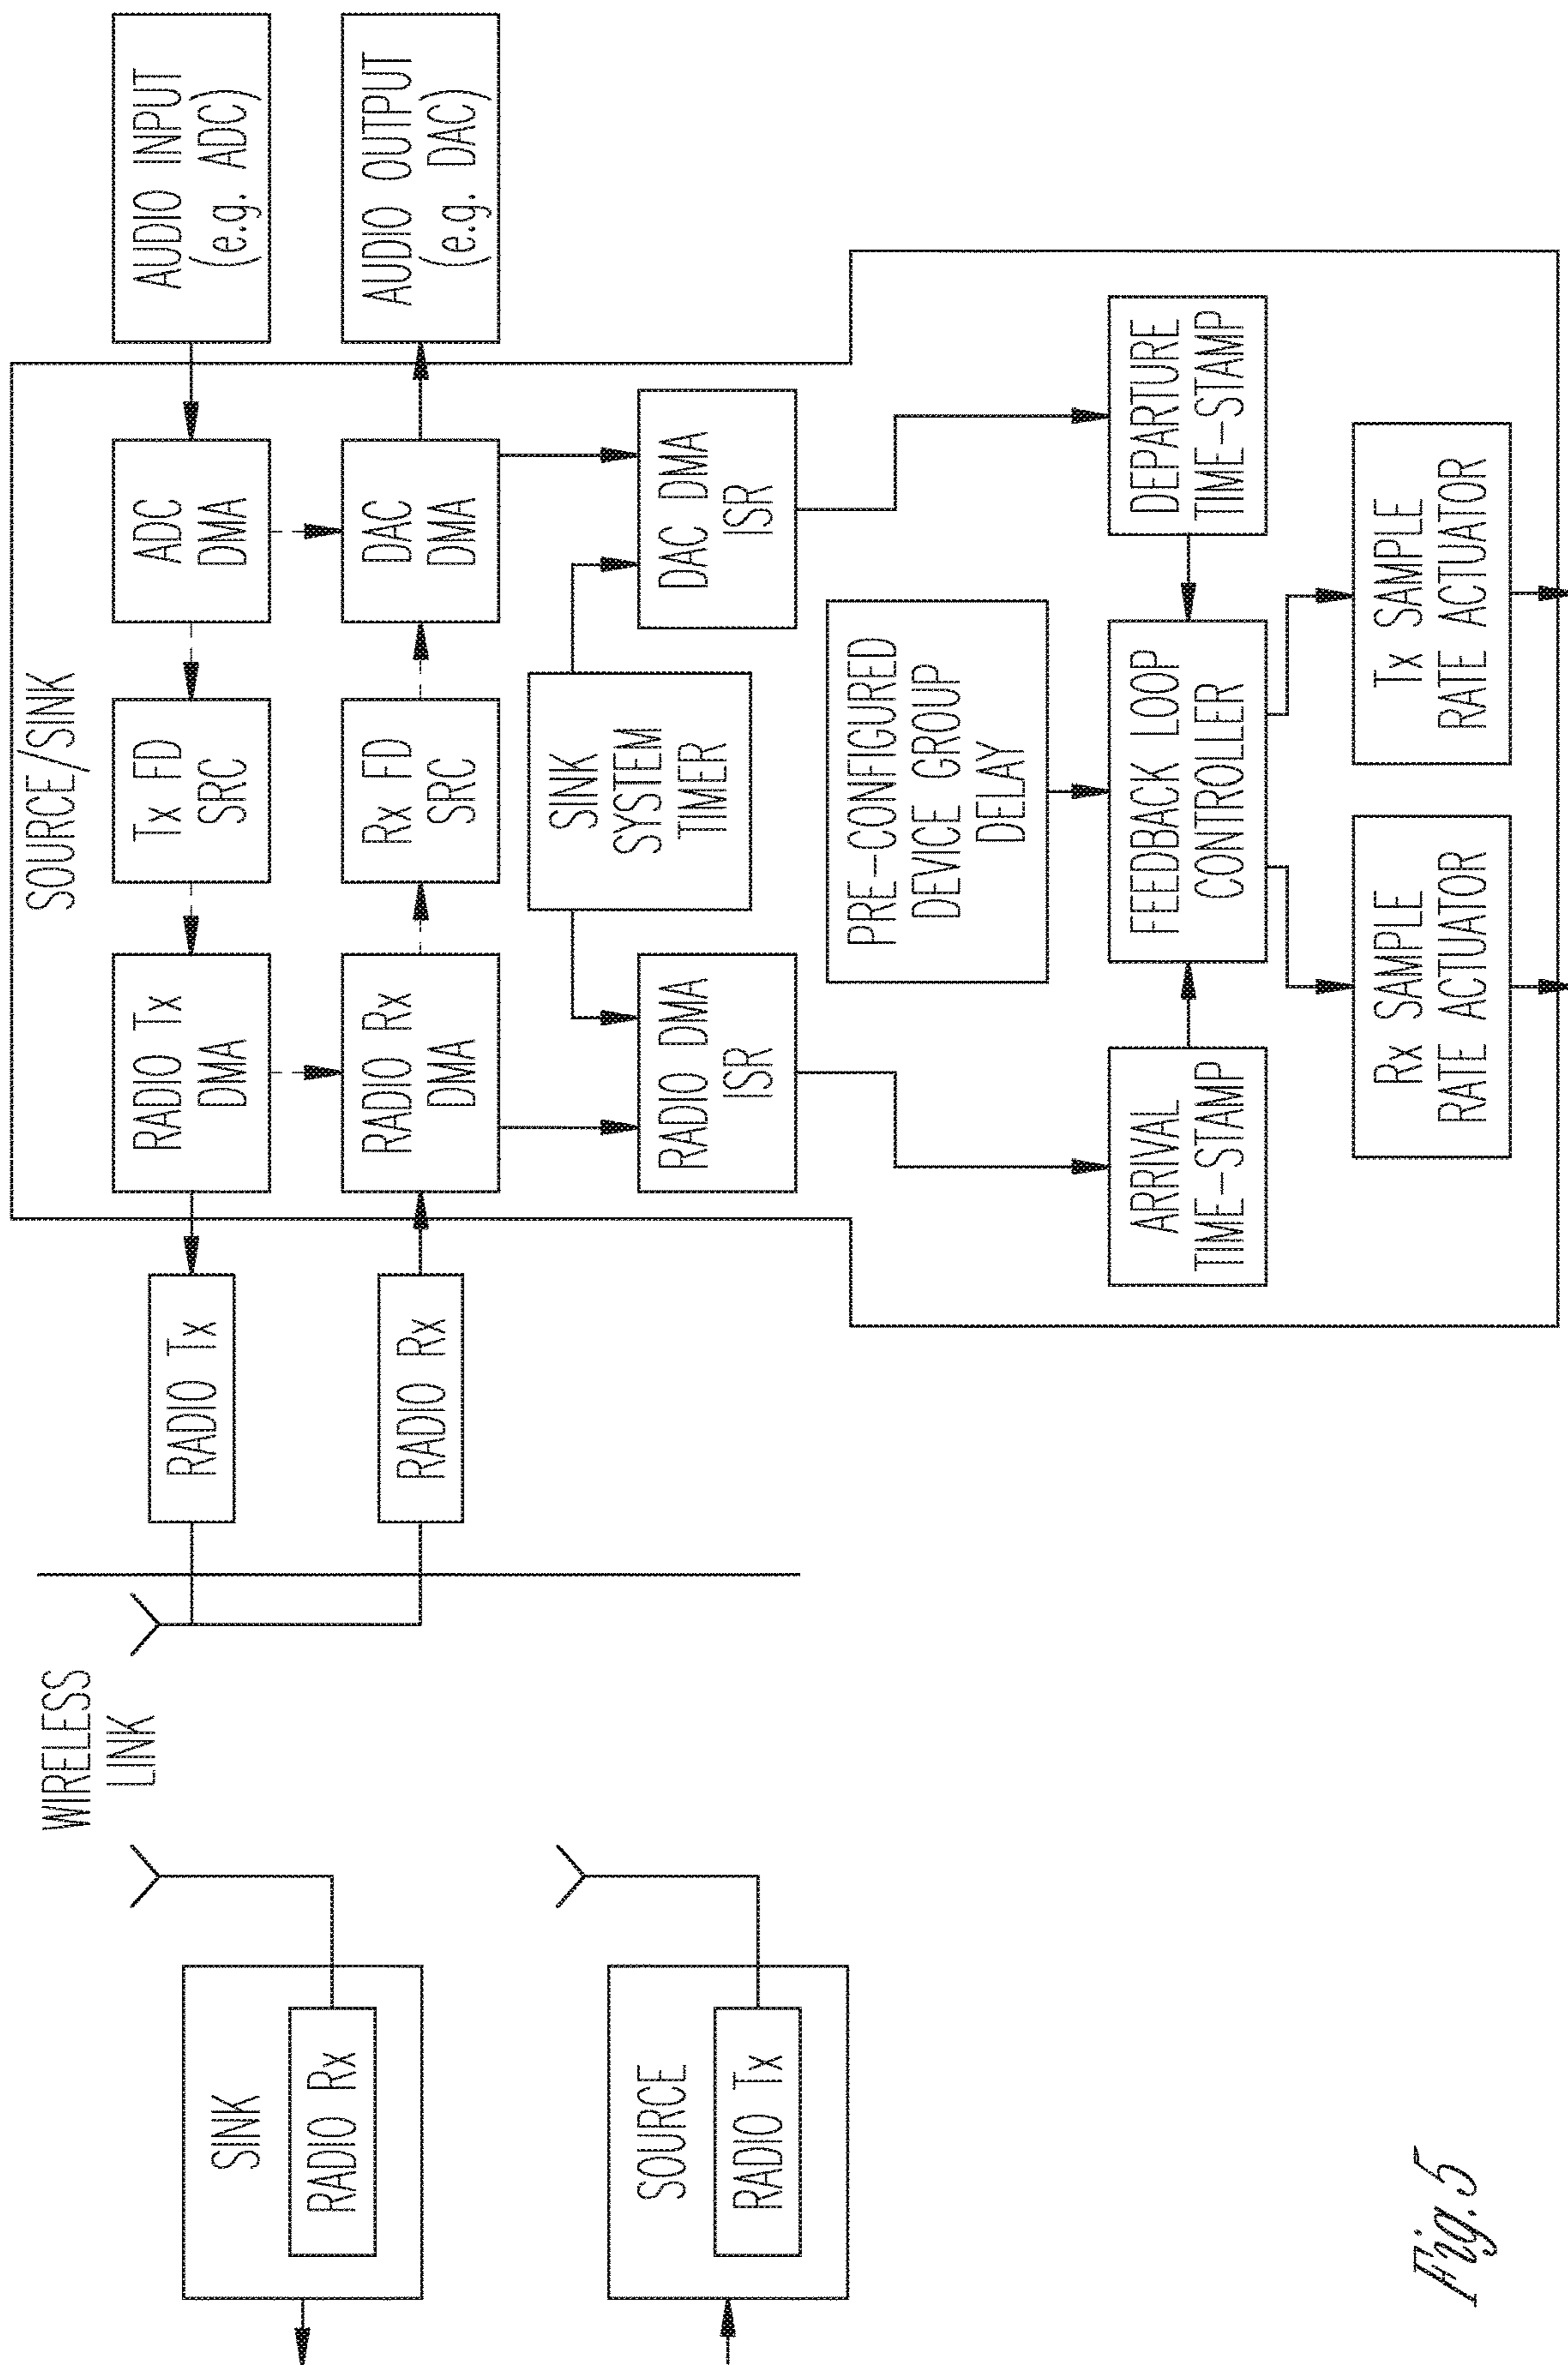 WIRELESS
LINK
SINK
RADIO Rx
SOURCE
RADIO Tx
RADIO Tx
RADIO Rx
SOURCE/SINK
RADIO Tx
DMA
Tx FD
SRC
ADC
DMA
AUDIO INPUT
(e.g. ADC)
RADIO Rx
DMA
Rx FD
SRC
DAC
DMA
AUDIO OUTPUT
(e.g. DAC)
SINK
SYSTEM
TIMER
RADIO DMA
ISR
DAC DMA
ISR
PRE-CONFIGURED
DEVICE GROUP
DELAY
ARRIVAL
TIME-STAMP
FEEDBACK LOOP
CONTROLLER
DEPARTURE
TIME-STAMP
Rx SAMPLE
RATE ACTUATOR
Tx SAMPLE
RATE ACTUATOR
Fig. 5